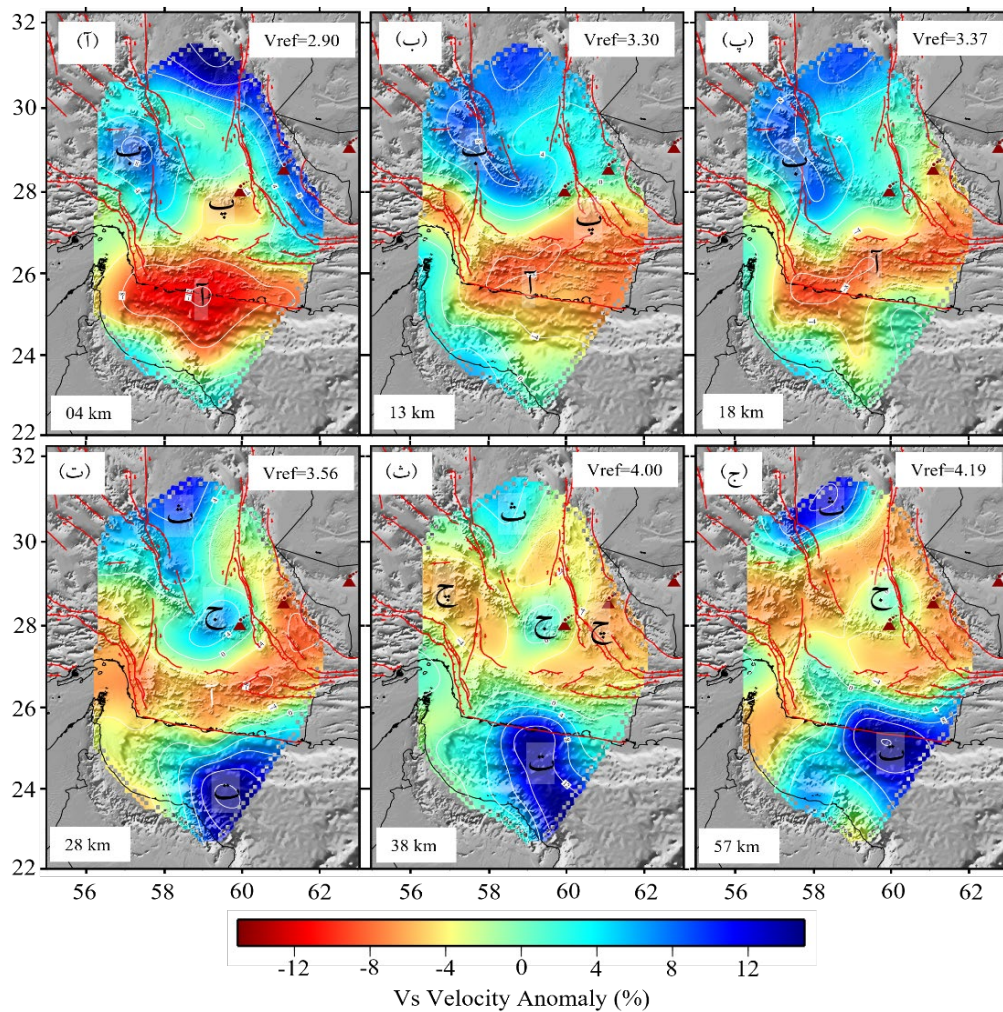 (آ) Vref=2.90
(ب) Vref=3.30
(پ) Vref=3.37
32
30
28
26
24
22
ب
پ
آ
04 km
ب
پ
آ
13 km
ب
آ
18 km
(ت) Vref=3.56
(ث) Vref=4.00
(ج) Vref=4.19
32
30
28
26
24
22
ث
ج
آ
ت
28 km
ث
چ
ج
چ
ت
38 km
ث
ج
ت
57 km
56 58 60 62
56 58 60 62
56 58 60 62
-12 -8 -4 0 4 8 12
Vs Velocity Anomaly (%)